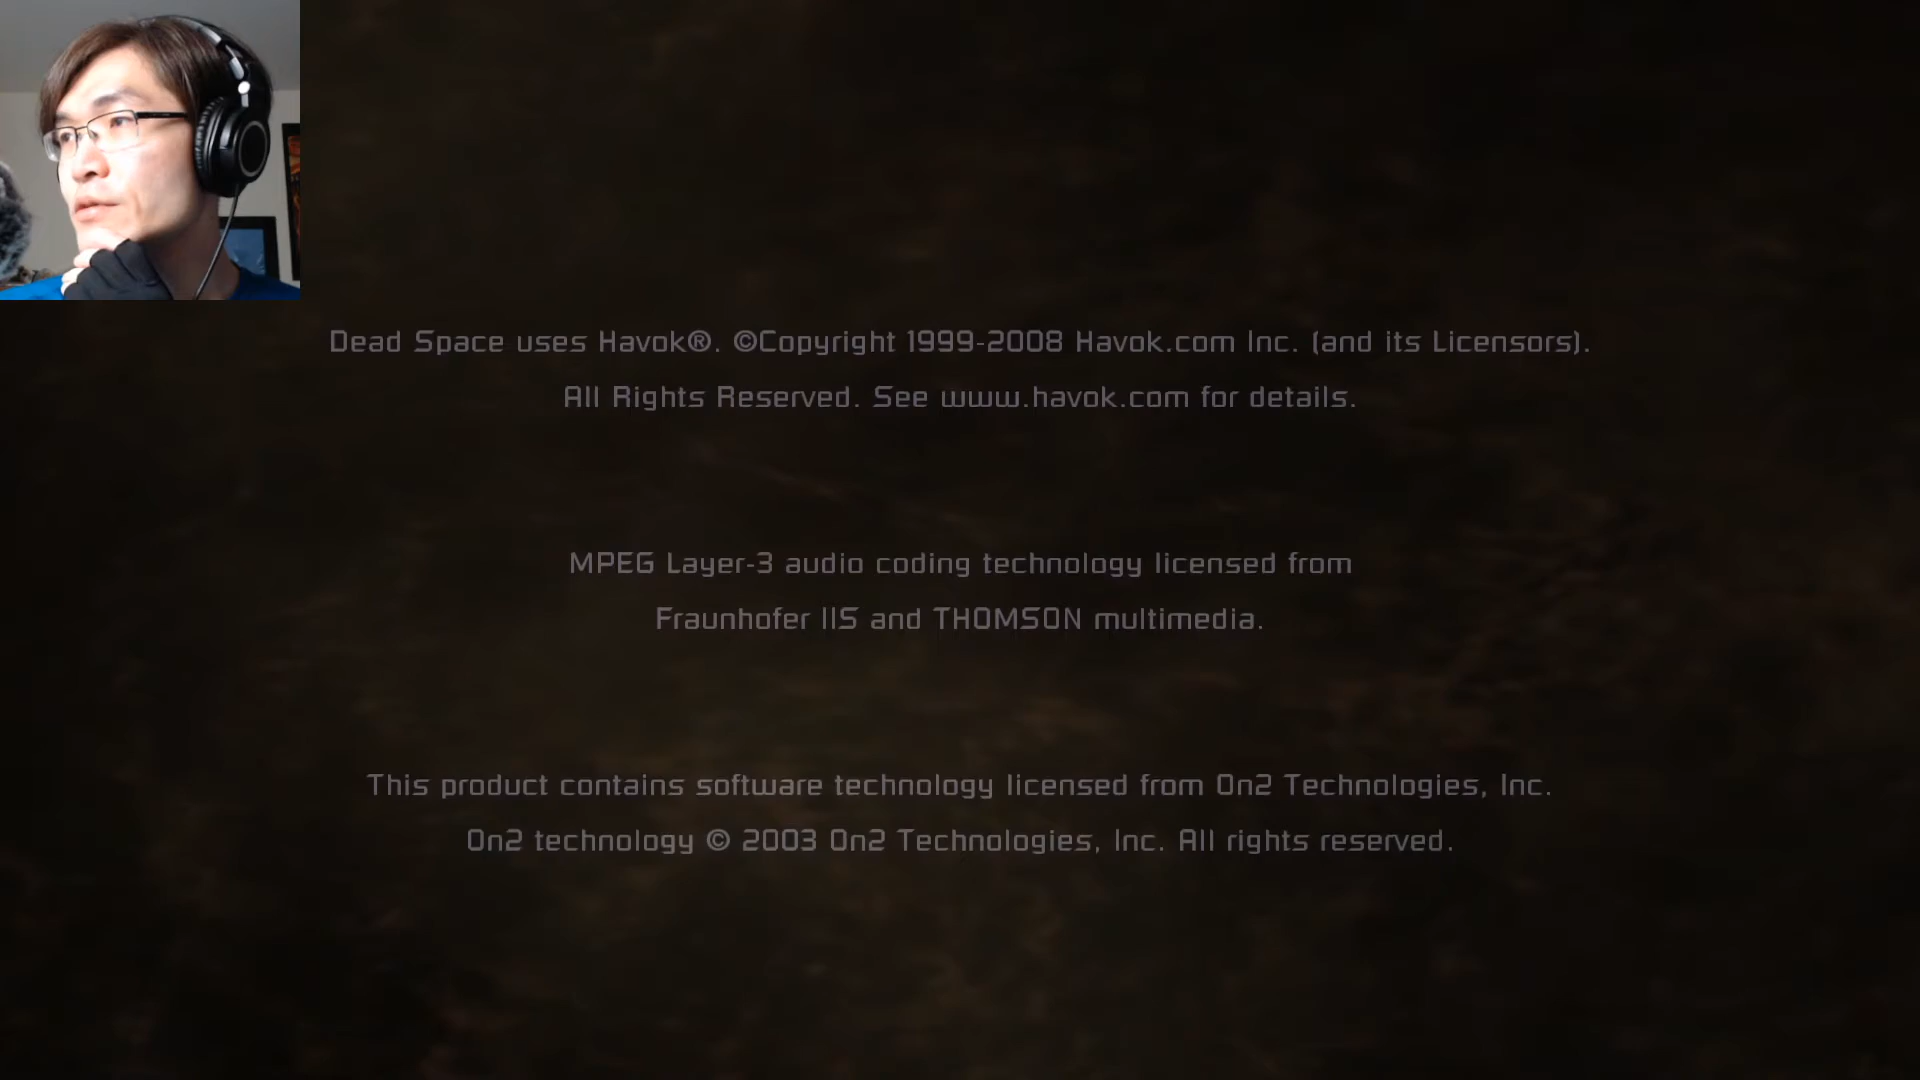 Dead Space uses Havok®. ©Copyright 1999-2008 Havok.com Inc. (and its Licensors).
All Rights Reserved. See www.havok.com for details.
MPEG Layer-3 audio coding technology licensed from
Fraunhofer IIS and THOMSON multimedia.
This product contains software technology licensed from On2 Technologies, Inc.
On2 technology © 2003 On2 Technologies, Inc. All rights reserved.